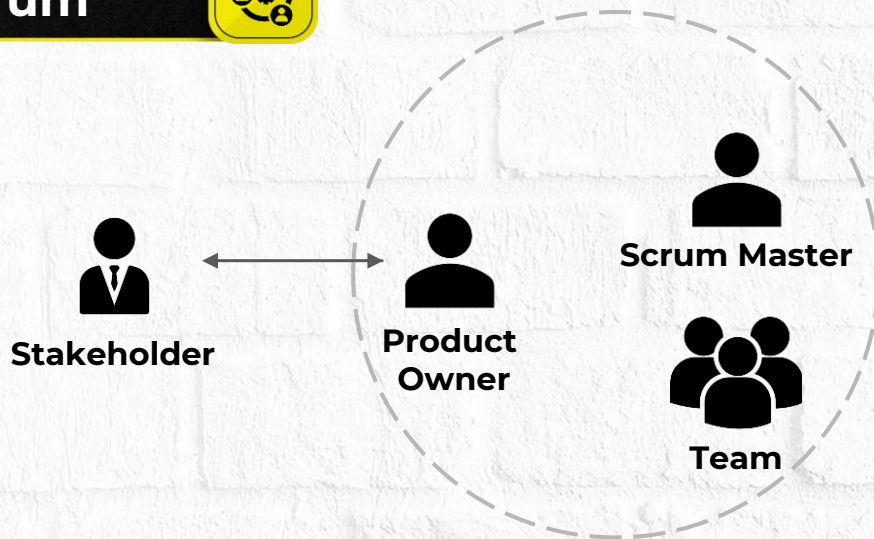 um
Scrum Master
Stakeholder
Product
Owner
Team